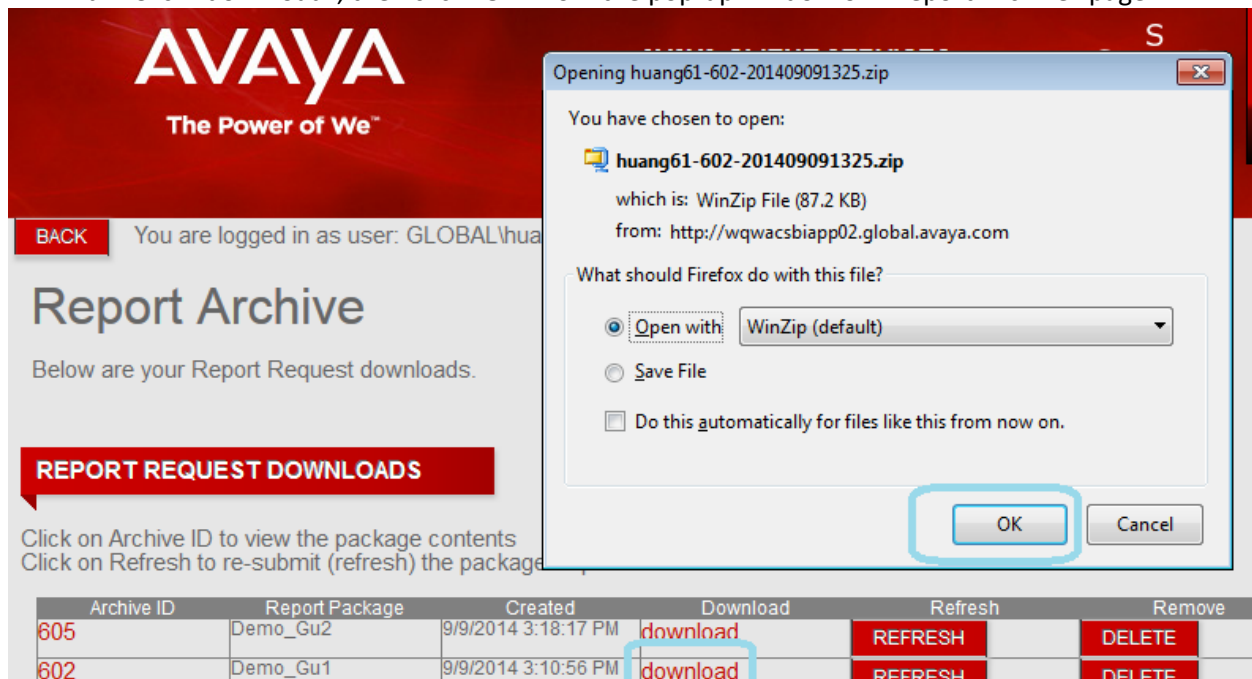 AVAYA
The Power of We™
S
Opening huang61-602-201409091325.zip
You have chosen to open:
huang61-602-201409091325.zip
which is: WinZip File (87.2 KB)
from: http://wqwacsbiapp02.global.avaya.com
What should Firefox do with this file?
Open with WinZip (default)
Save File
Do this automatically for files like this from now on.
OK Cancel
BACK You are logged in as user: GLOBAL\hua
Report Archive
Below are your Report Request downloads.
REPORT REQUEST DOWNLOADS
Click on Archive ID to view the package contents
Click on Refresh to re-submit (refresh) the package
Archive ID Report Package Created Download Refresh Remove
605 Demo_Gu2 9/9/2014 3:18:17 PM download REFRESH DELETE
602 Demo_Gu1 9/9/2014 3:10:56 PM download REFRESH DELETE